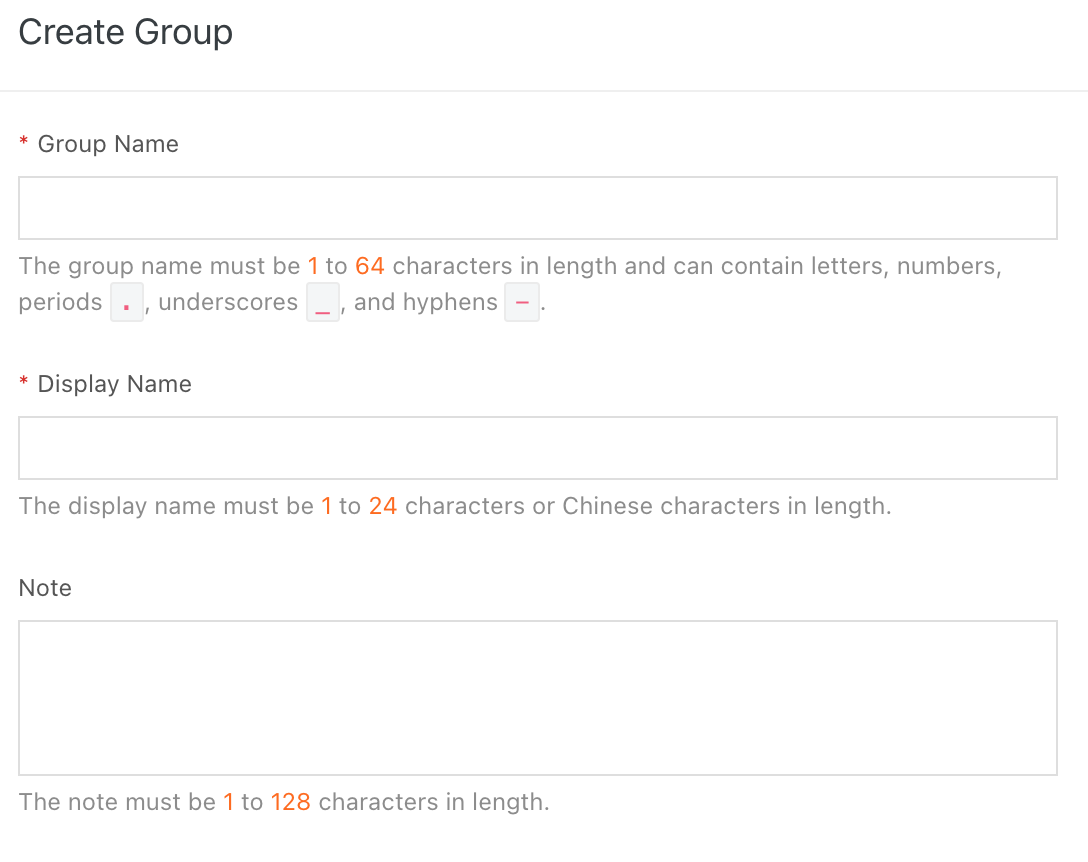 Create Group
* Group Name
The group name must be 1 to 64 characters in length and can contain letters, numbers,
periods ., underscores _, and hyphens -.
* Display Name
The display name must be 1 to 24 characters or Chinese characters in length.
Note
The note must be 1 to 128 characters in length.